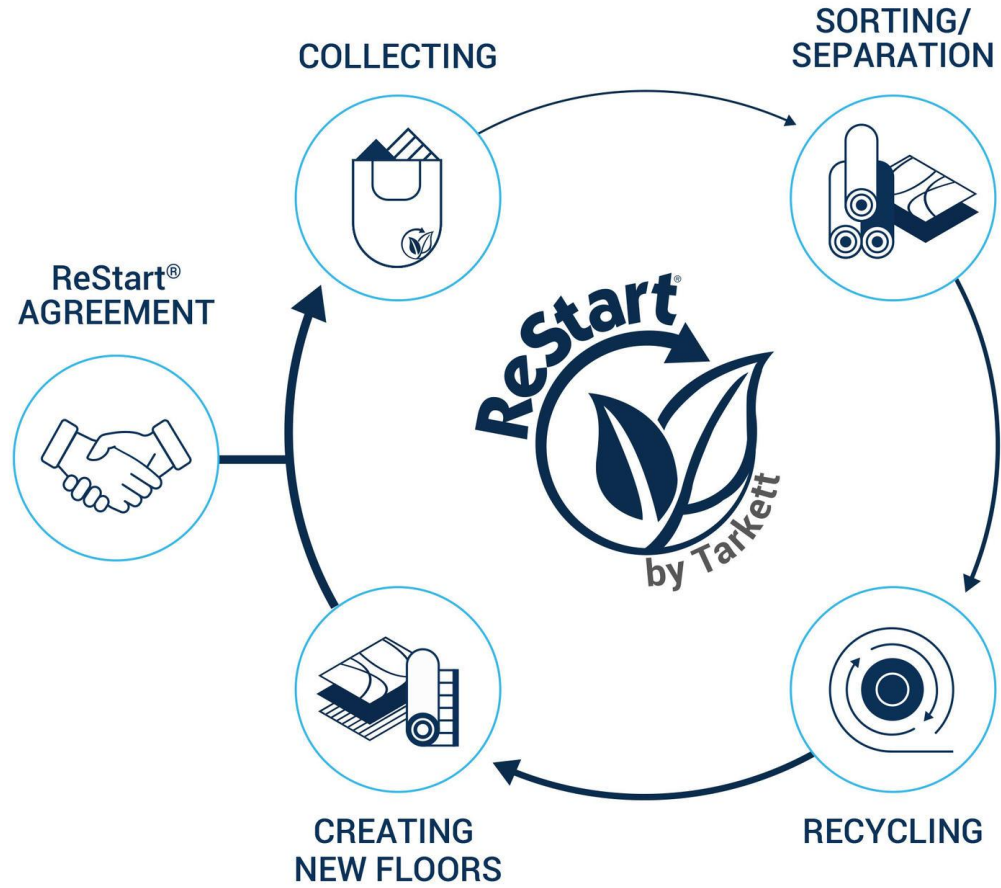 COLLECTING
SORTING/
SEPARATION
ReStart®
AGREEMENT
ReStart®
by Tarkett
CREATING
NEW FLOORS
RECYCLING